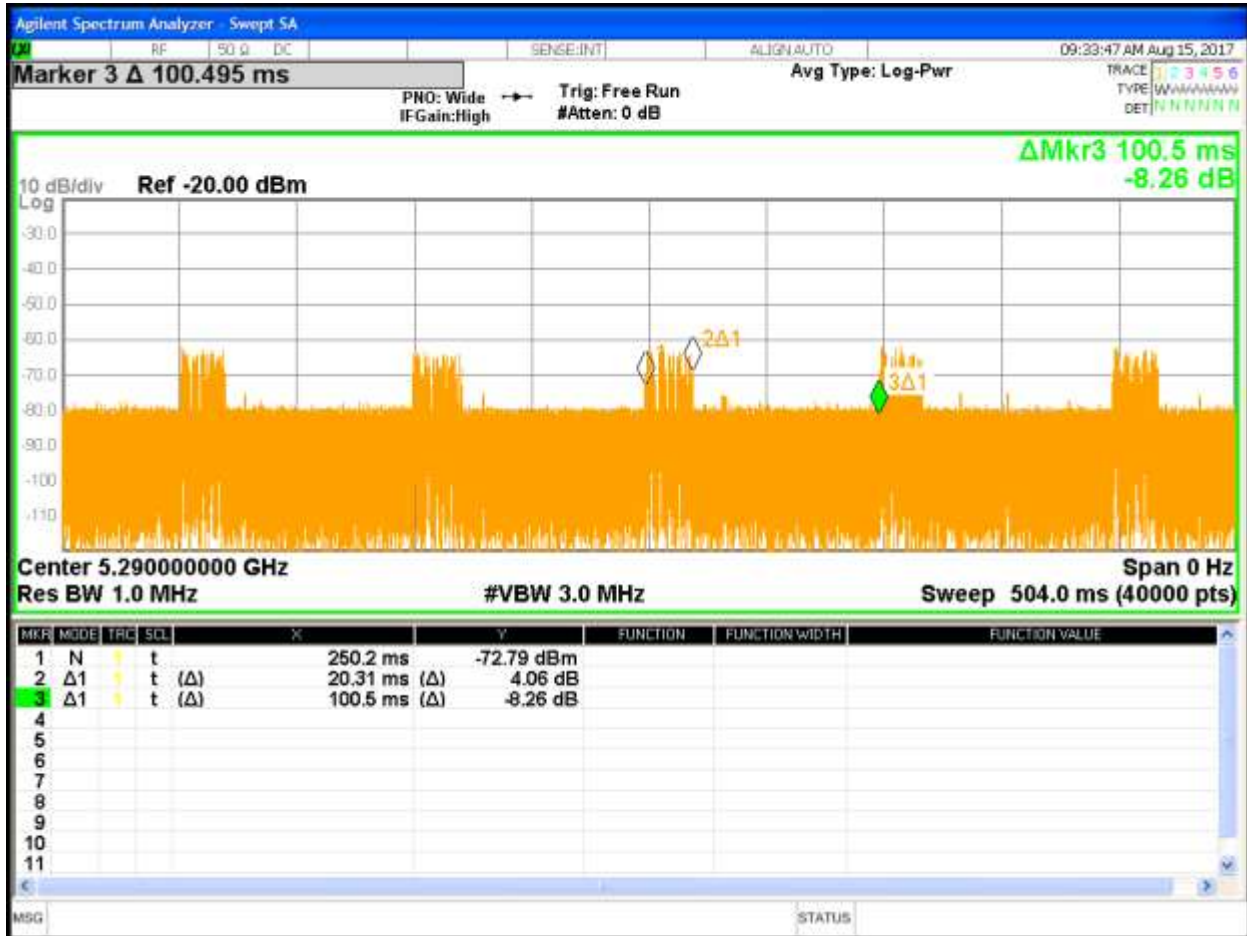 Agilent Spectrum Analyzer - Swept SA
RF 50 Ω DC SENSE:INT ALIGN AUTO 09:33:47 AM Aug 15, 2017
Marker 3 Δ 100.495 ms
PNO: Wide
IFGain:High
Trig: Free Run
#Atten: 0 dB
Avg Type: Log-Pwr
TRACE 1 2 3 4 5 6
TYPE W
DET N N N N N N
ΔMkr3 100.5 ms
-8.26 dB
10 dB/div Ref -20.00 dBm
Log
-30.0
-40.0
-50.0
-60.0
2Δ1
-70.0
3Δ1
-80.0
-90.0
-100
-110
Center 5.290000000 GHz Span 0 Hz
Res BW 1.0 MHz #VBW 3.0 MHz Sweep 504.0 ms (40000 pts)
MKR MODE TRC SCL X Y FUNCTION FUNCTION WIDTH FUNCTION VALUE
1 N 1 t 250.2 ms -72.79 dBm
2 Δ1 1 t (Δ) 20.31 ms (Δ) 4.06 dB
3 Δ1 1 t (Δ) 100.5 ms (Δ) -8.26 dB
4
5
6
7
8
9
10
11
MSG STATUS